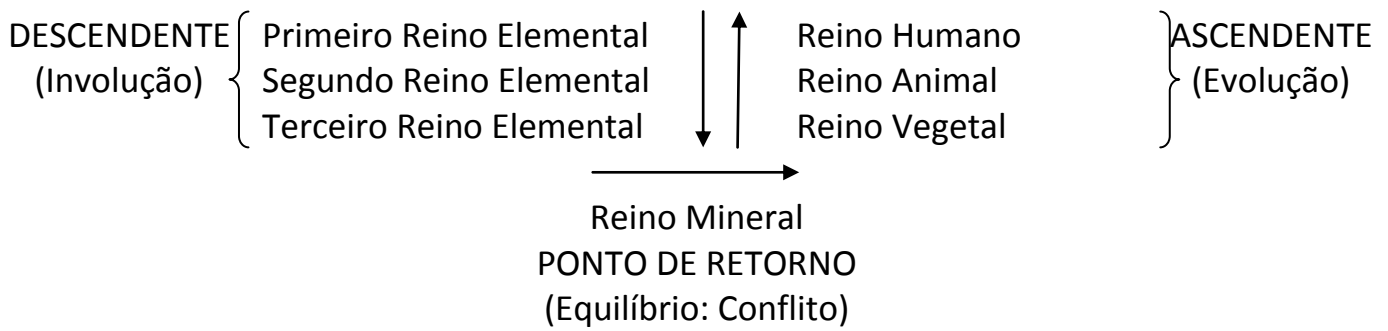 DESCENDENTE Primeiro Reino Elemental Reino Humano ASCENDENTE
(Involução) Segundo Reino Elemental Reino Animal (Evolução)
Terceiro Reino Elemental Reino Vegetal
Reino Mineral
PONTO DE RETORNO
(Equilíbrio: Conflito)